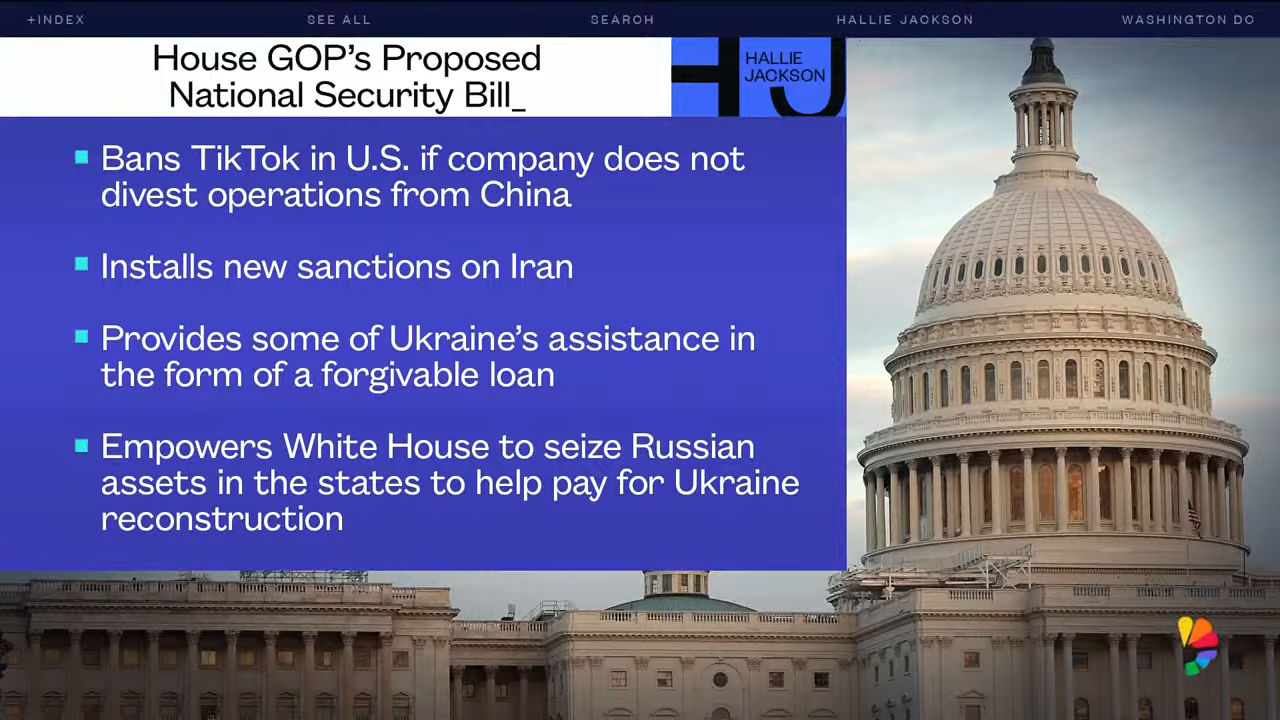 +INDEX
SEE ALL
SEARCH
HALLIE JACKSON
WASHINGTON DC
House GOP’s Proposed
National Security Bill_
HJ
HALLIE
JACKSON
Bans TikTok in U.S. if company does not
divest operations from China
Installs new sanctions on Iran
Provides some of Ukraine’s assistance in
the form of a forgivable loan
Empowers White House to seize Russian
assets in the states to help pay for Ukraine
reconstruction